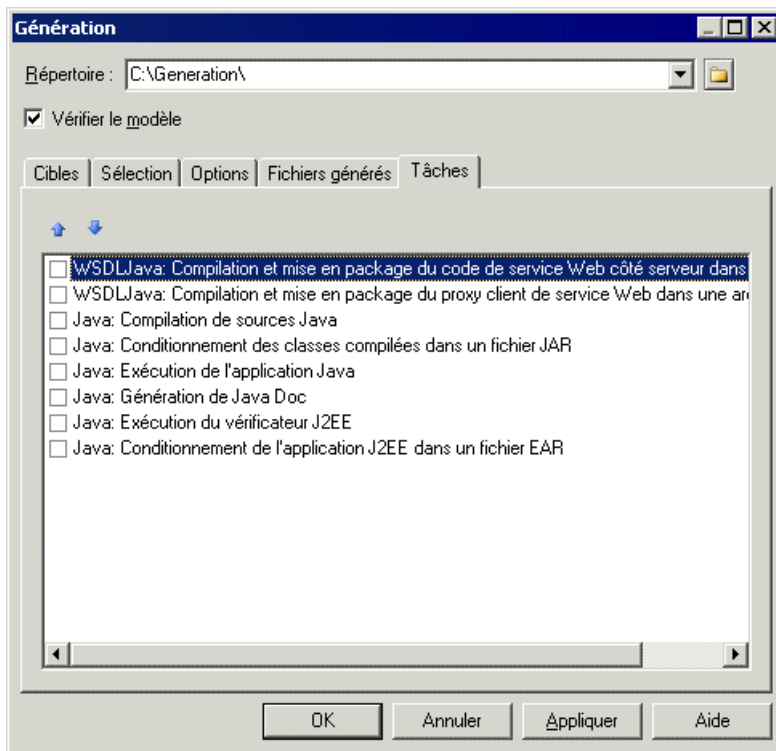 Génération
Répertoire : C:\Generation\
Vérifier le modèle
Cibles Sélection Options Fichiers générés Tâches
WSDLJava: Compilation et mise en package du code de service Web côté serveur dans
WSDLJava: Compilation et mise en package du proxy client de service Web dans une
Java: Compilation de sources Java
Java: Conditionnement des classes compilées dans un fichier JAR
Java: Exécution de l'application Java
Java: Génération de Java Doc
Java: Exécution du vérificateur J2EE
Java: Conditionnement de l'application J2EE dans un fichier EAR
OK Annuler Appliquer Aide